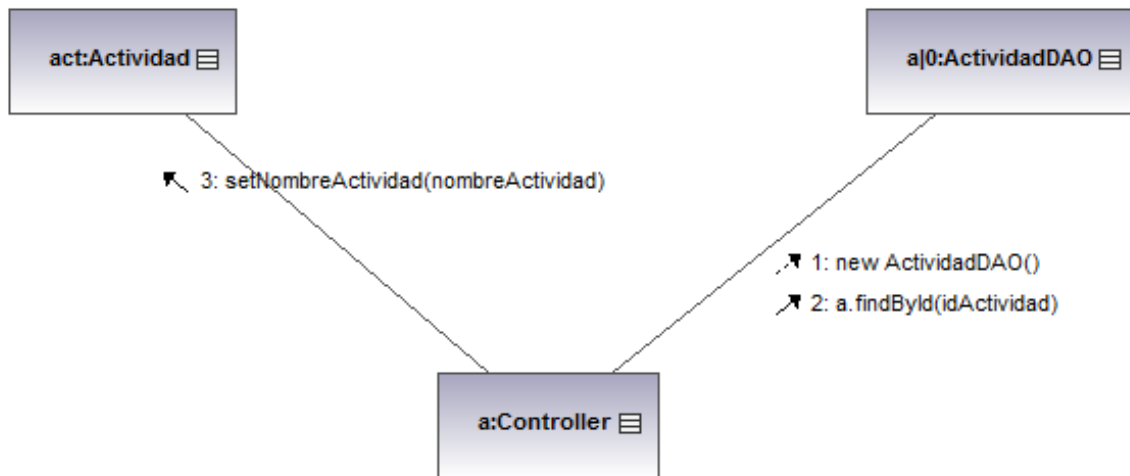 act:Actividad
a|0:ActividadDAO
3: setNombreActividad(nombreActividad)
1: new ActividadDAO()
2: a.findById(idActividad)
a:Controller